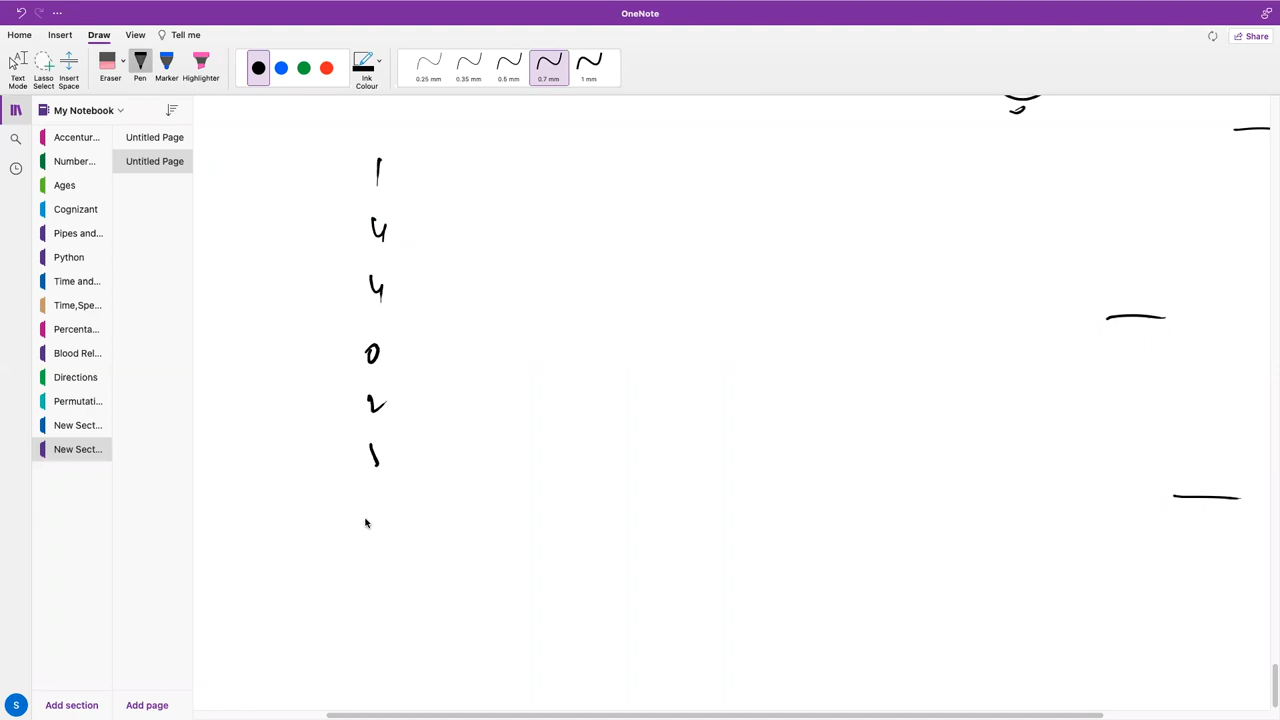 OneNote
Home Insert Draw View Tell me
Share
Text Mode
Lasso Select
Insert Space
Eraser
Pen
Marker
Highlighter
Ink Colour
0.25 mm
0.35 mm
0.5 mm
0.7 mm
1 mm
My Notebook
Accentur...
Number...
Ages
Cognizant
Pipes and...
Python
Time and...
Time,Spe...
Percenta...
Blood Rel...
Directions
Permutati...
New Sect...
New Sect...
Untitled Page
Untitled Page
1
4
4
0
2
1
S
Add section
Add page